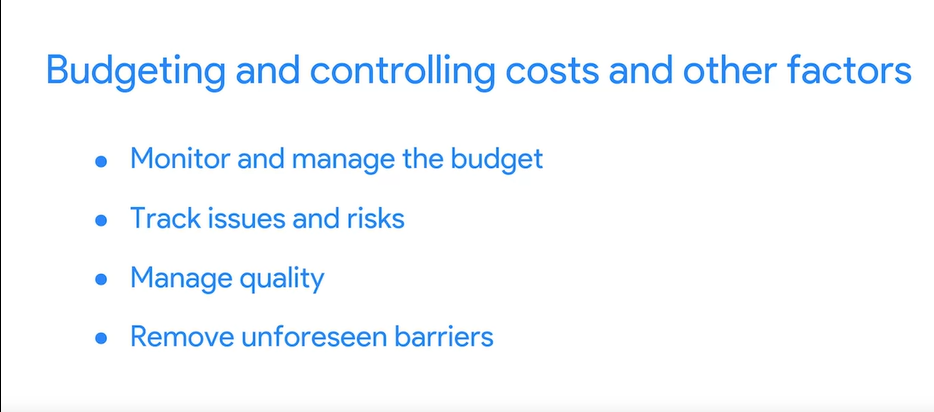 Budgeting and controlling costs and other factors
• Monitor and manage the budget
• Track issues and risks
• Manage quality
• Remove unforeseen barriers